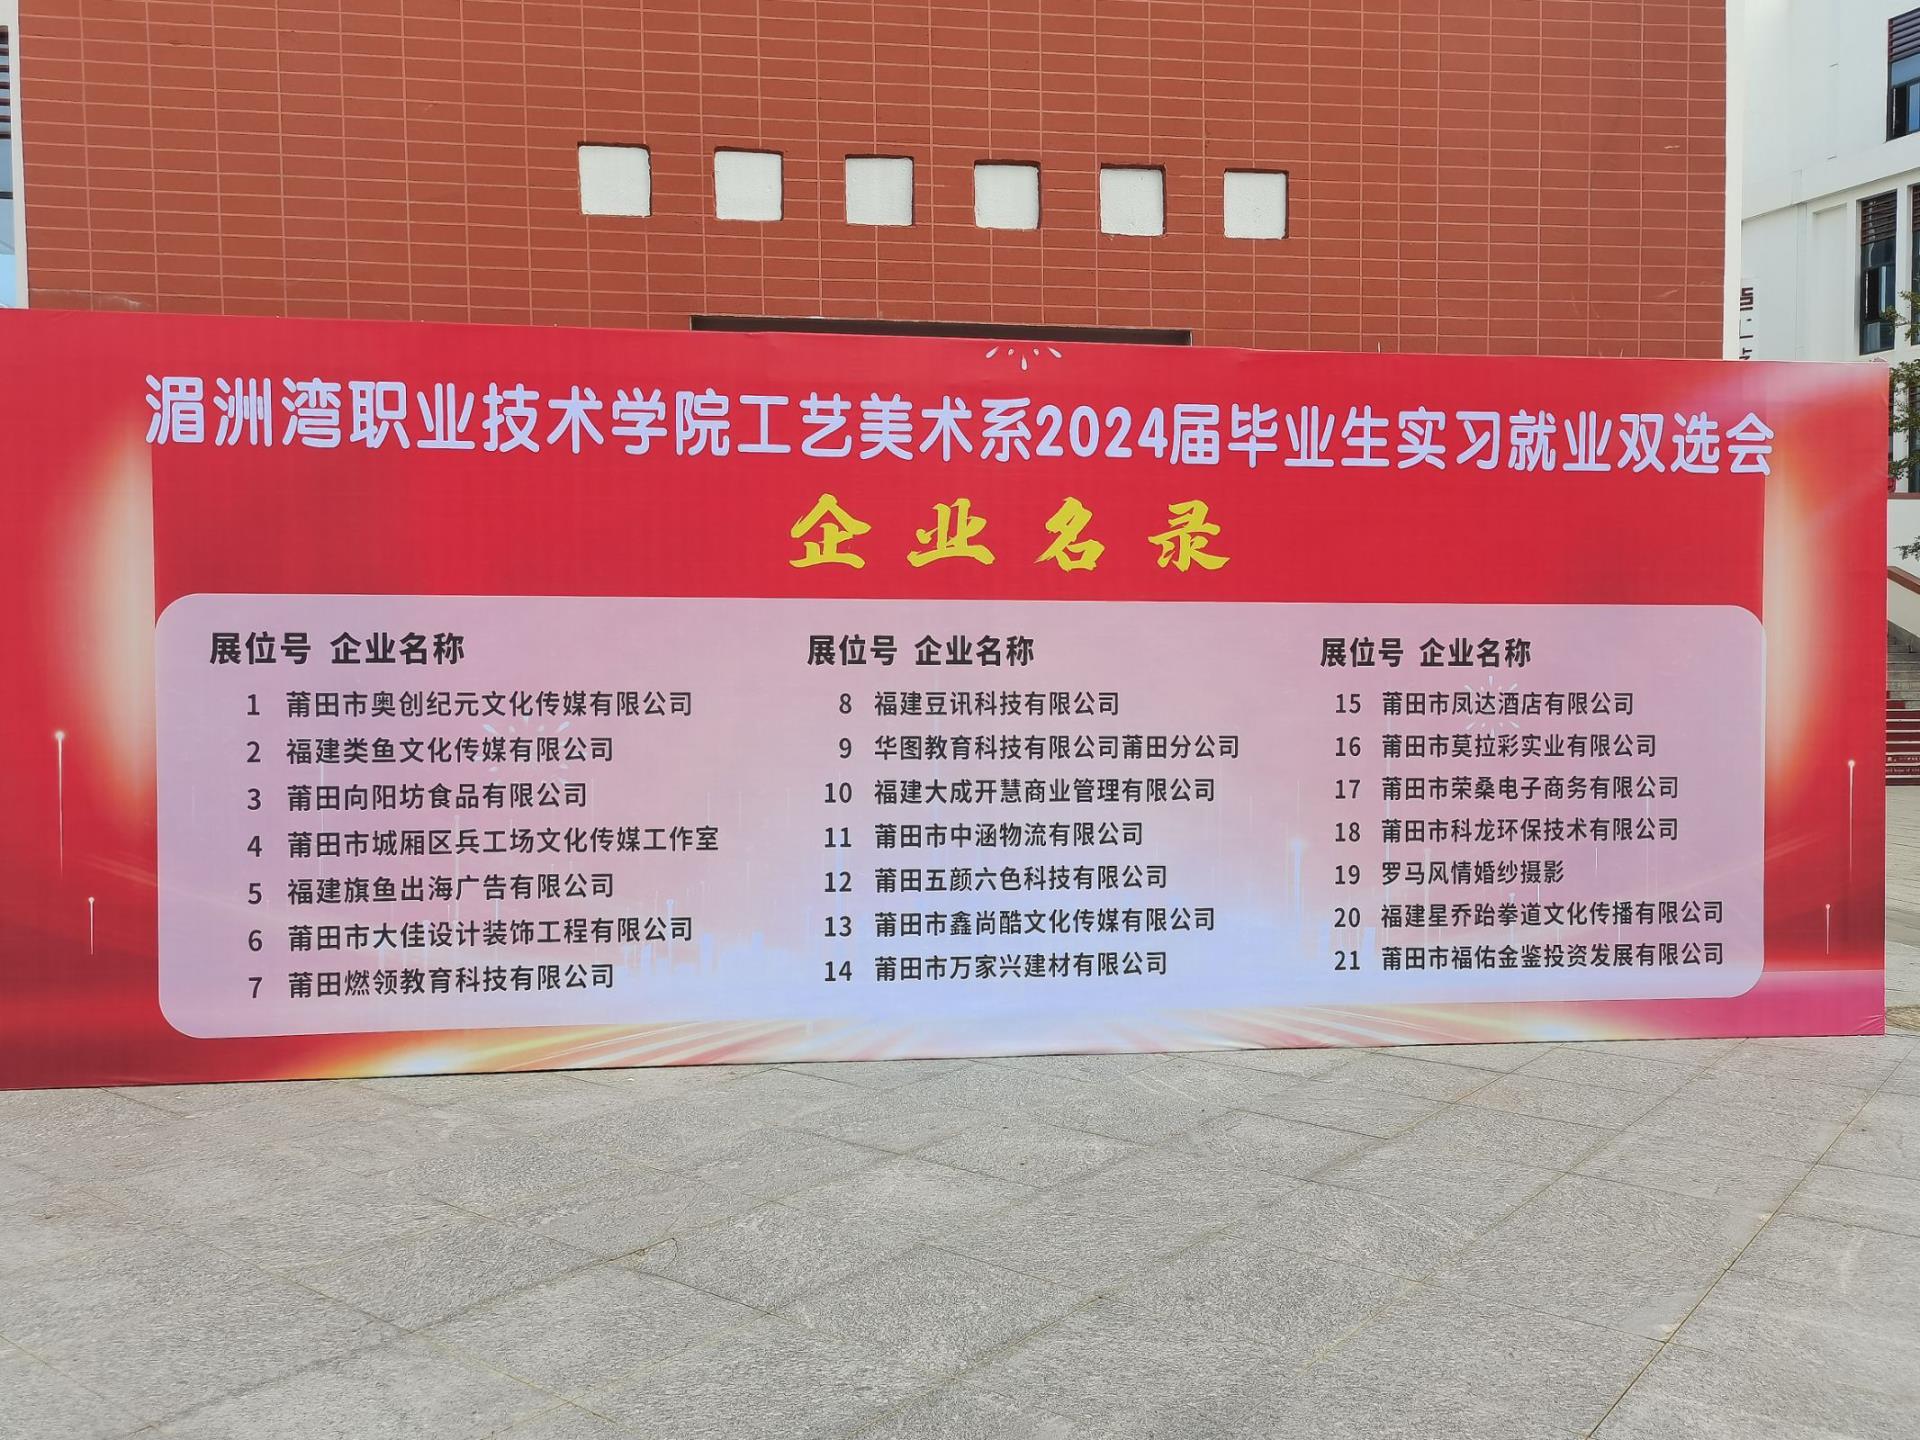 湄洲湾职业技术学院工艺美术系2024届毕业生实习就业双选会
企业名录
展位号 企业名称
1 莆田市奥创纪元文化传媒有限公司
2 福建类鱼文化传媒有限公司
3 莆田向阳坊食品有限公司
4 莆田市城厢区兵工场文化传媒工作室
5 福建旗鱼出海广告有限公司
6 莆田市大佳设计装饰工程有限公司
7 莆田燃领教育科技有限公司
展位号 企业名称
8 福建豆讯科技有限公司
9 华图教育科技有限公司莆田分公司
10 福建大成开慧商业管理有限公司
11 莆田市中涵物流有限公司
12 莆田五颜六色科技有限公司
13 莆田市鑫尚酷文化传媒有限公司
14 莆田市万家兴建材有限公司
展位号 企业名称
15 莆田市凤达酒店有限公司
16 莆田市莫拉彩实业有限公司
17 莆田市荣桑电子商务有限公司
18 莆田市科龙环保技术有限公司
19 罗马风情婚纱摄影
20 福建星乔跆拳道文化传播有限公司
21 莆田市福佑金鉴投资发展有限公司